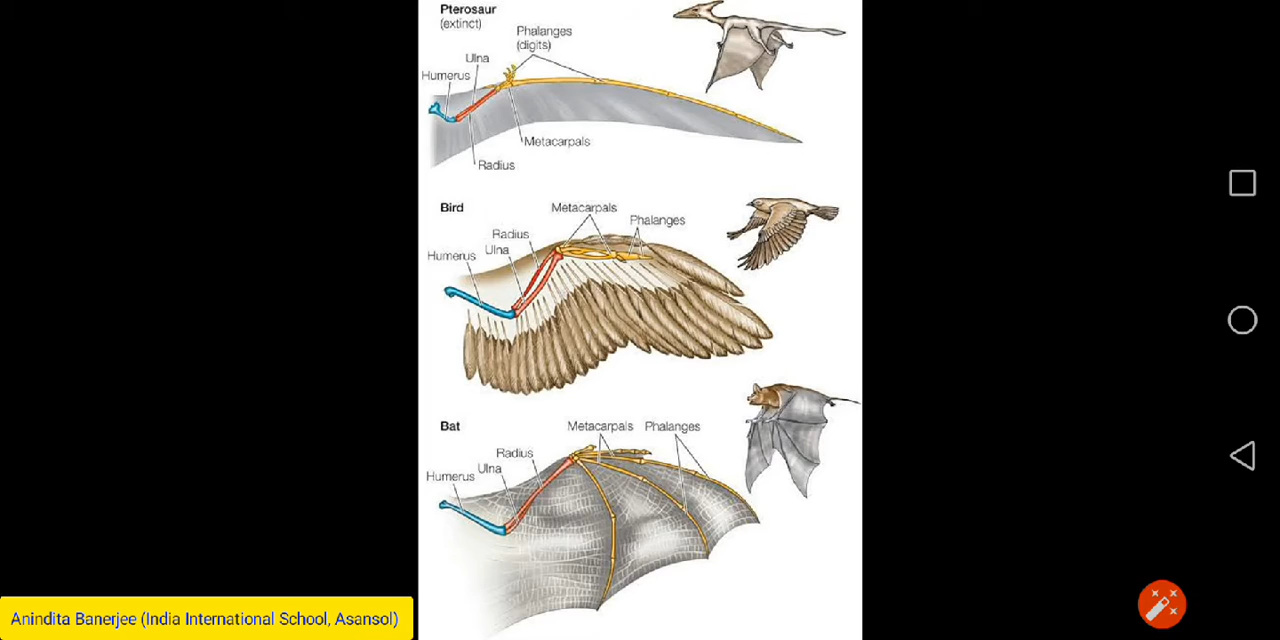 Pterosaur
(extinct)
Phalanges
(digits)
Ulna
Humerus
Metacarpals
Radius
Bird
Metacarpals
Phalanges
Radius
Ulna
Humerus
Bat
Metacarpals
Phalanges
Radius
Ulna
Humerus
Anindita Banerjee (India International School, Asansol)